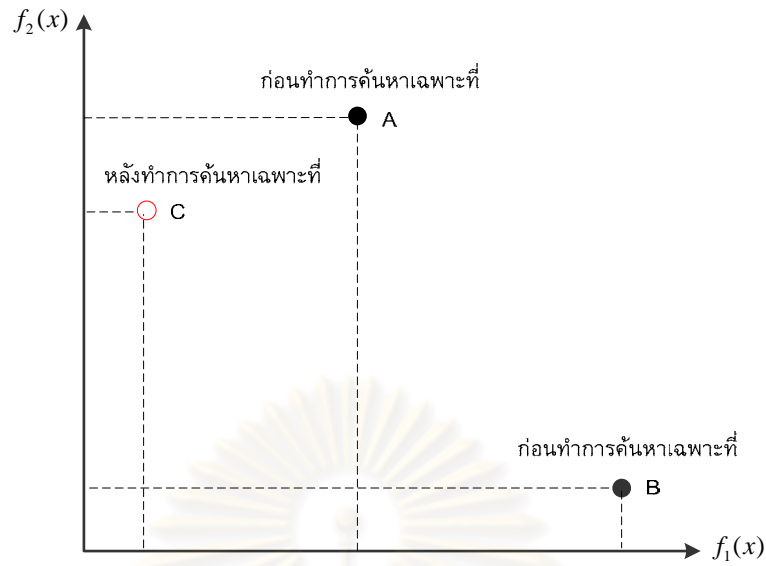 f₂(x)
ก่อนทำการค้นหาเฉพาะที่
A
หลังทำการค้นหาเฉพาะที่
C
ก่อนทำการค้นหาเฉพาะที่
B
f₁(x)